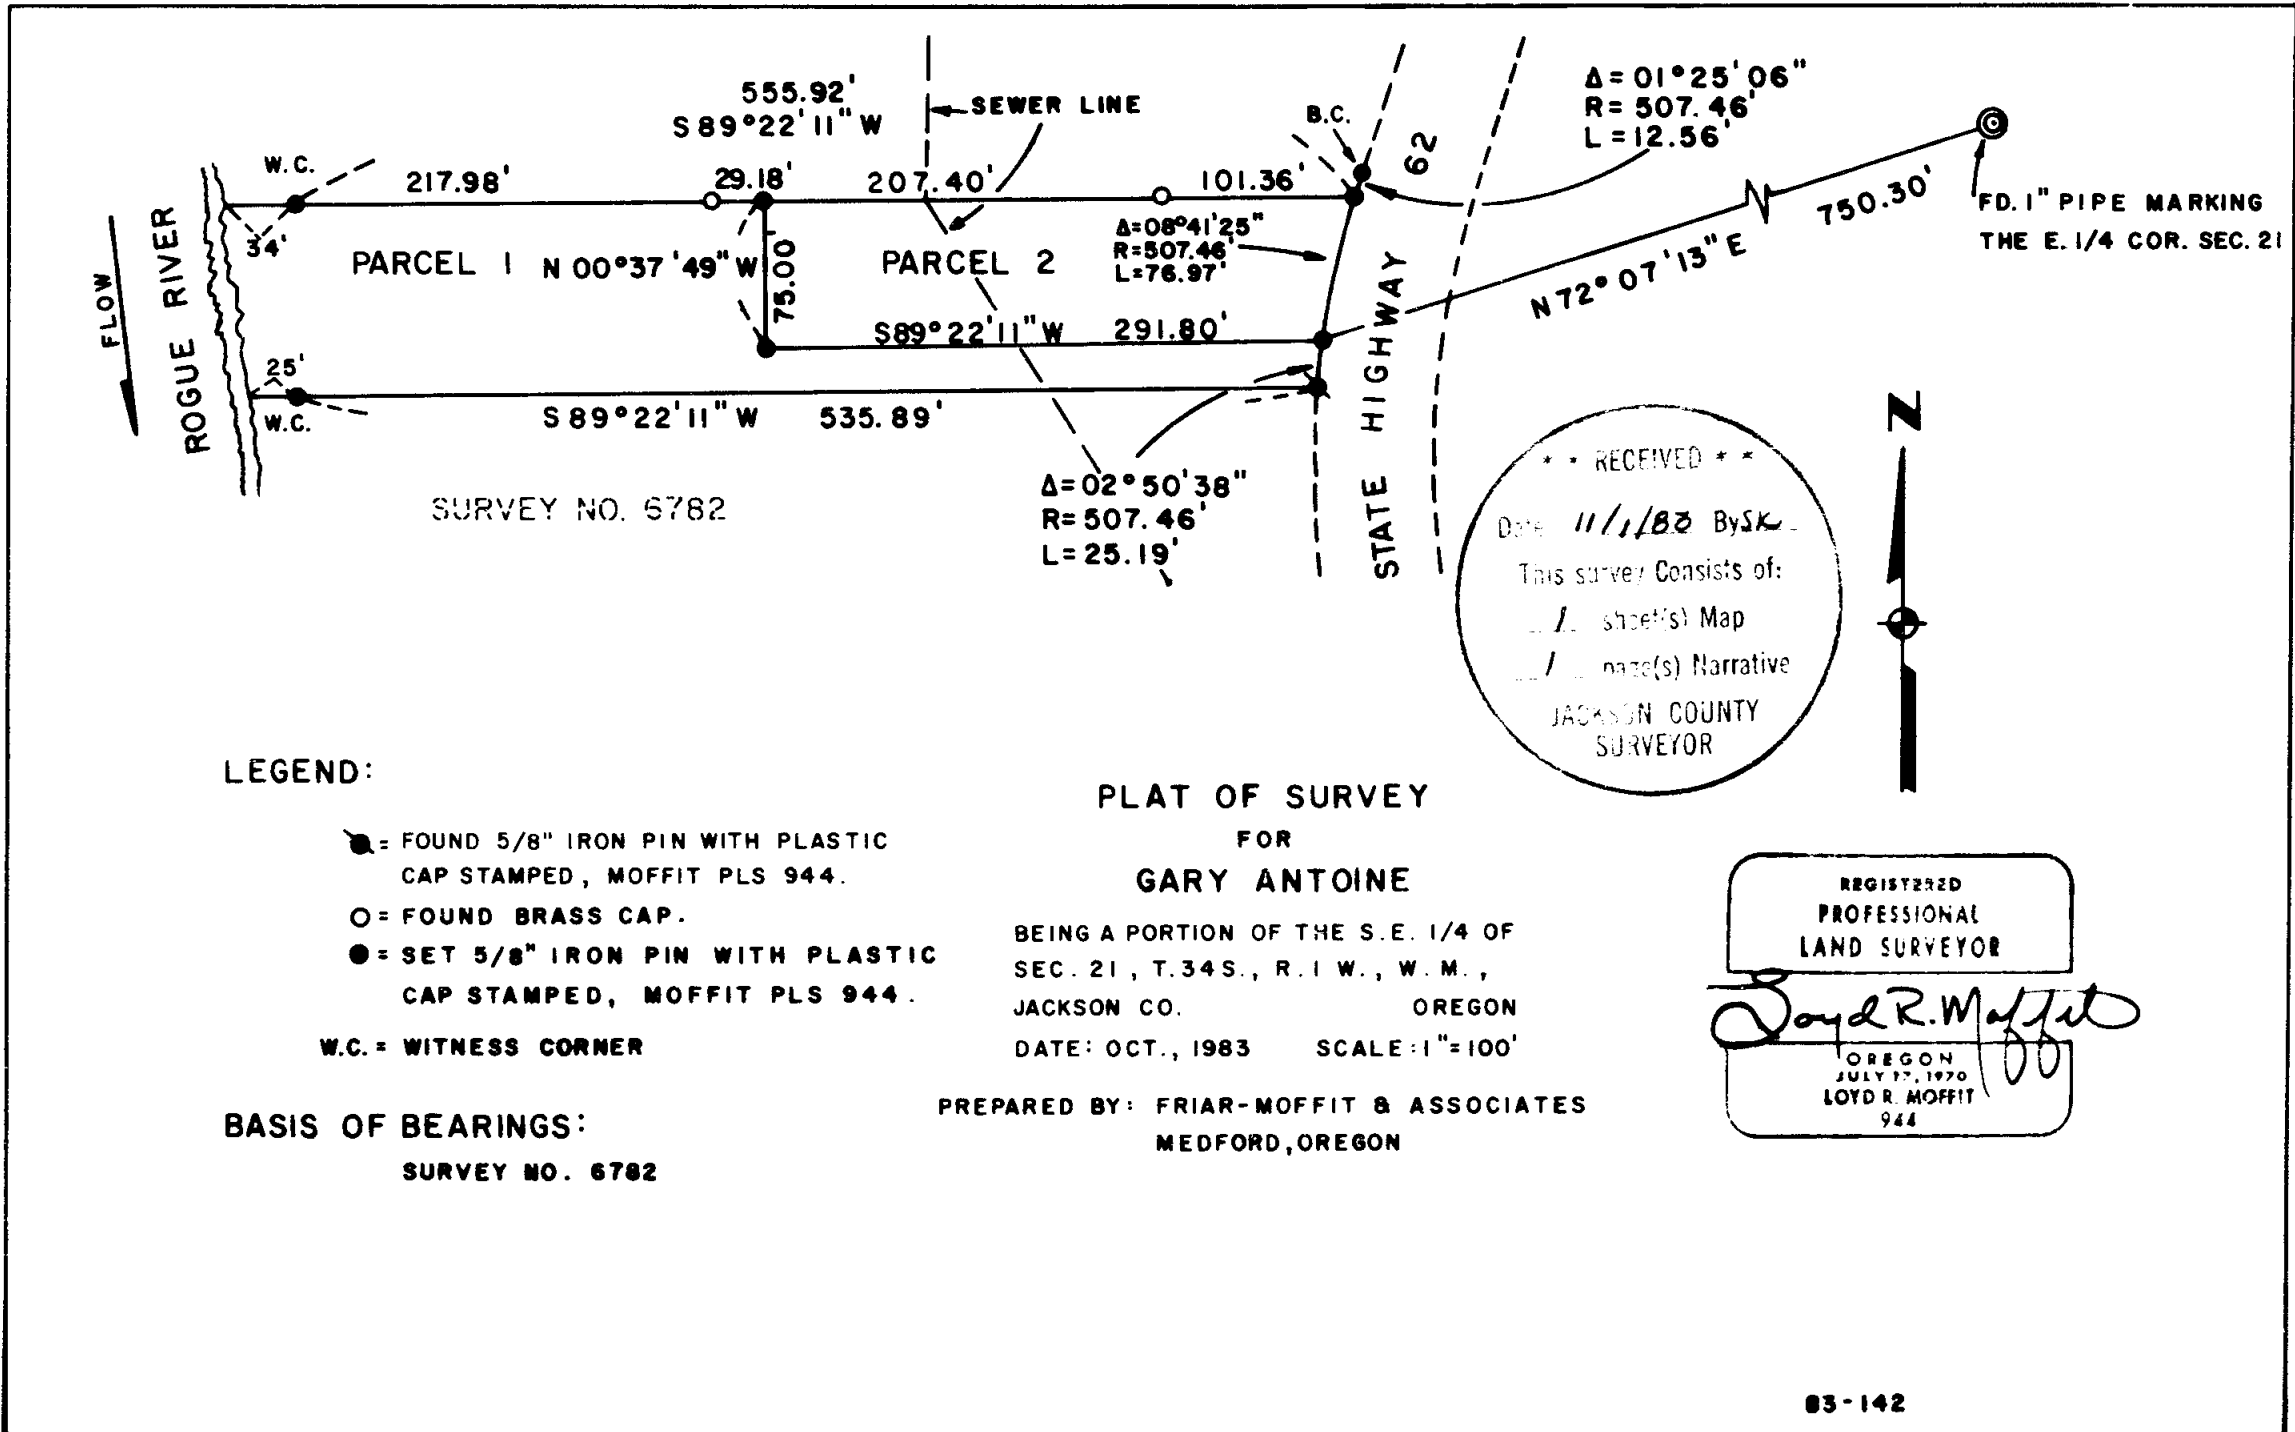 555.92'
S 89°22'11" W
SEWER LINE
B.C.
62
Δ = 01°25'06"
R = 507.46'
L = 12.56'
W.C.
217.98'
29.18'
207.40'
101.36'
34'
PARCEL 1
N 00°37'49" W
75.00'
PARCEL 2
Δ=08°41'25"
R=507.46'
L=76.97'
N 72°07'13" E
750.30'
FD. 1" PIPE MARKING
THE E. 1/4 COR. SEC. 21
FLOW
ROGUE RIVER
S89°22'11" W 291.80'
25'
W.C.
S 89°22'11" W 535.89'
STATE HIGHWAY
SURVEY NO. 6782
Δ=02°50'38"
R=507.46'
L=25.19'
N
* * RECEIVED * *
Date 11/1/83 By SK
This survey Consists of:
1 sheet(s) Map
1 page(s) Narrative
JACKSON COUNTY
SURVEYOR
LEGEND:
= FOUND 5/8" IRON PIN WITH PLASTIC
CAP STAMPED, MOFFIT PLS 944.
= FOUND BRASS CAP.
= SET 5/8" IRON PIN WITH PLASTIC
CAP STAMPED, MOFFIT PLS 944.
W.C. = WITNESS CORNER
BASIS OF BEARINGS:
SURVEY NO. 6782
PLAT OF SURVEY
FOR
GARY ANTOINE
BEING A PORTION OF THE S.E. 1/4 OF
SEC. 21, T.34S., R.1 W., W.M.,
JACKSON CO. OREGON
DATE: OCT., 1983 SCALE: 1"=100'
PREPARED BY: FRIAR-MOFFIT & ASSOCIATES
MEDFORD, OREGON
REGISTERED
PROFESSIONAL
LAND SURVEYOR
Loyd R. Moffit
OREGON
JULY 17, 1970
LOYD R. MOFFIT
944
83-142